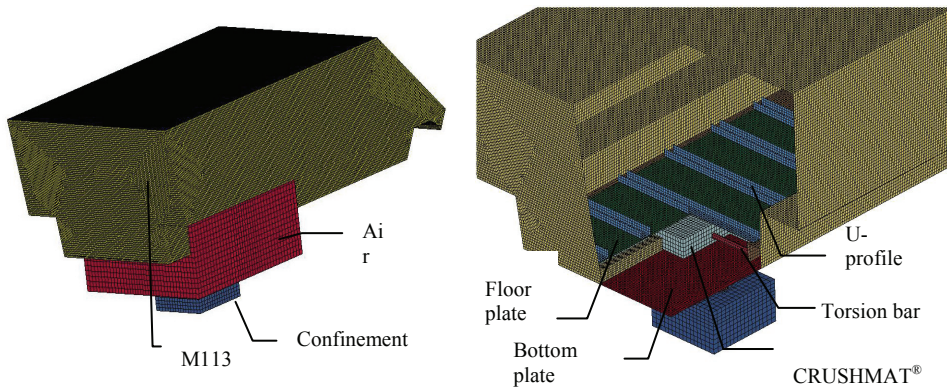 Ai
r
Confinement
M113
U-
profile
Floor
plate
Torsion bar
Bottom
plate
CRUSHMAT®